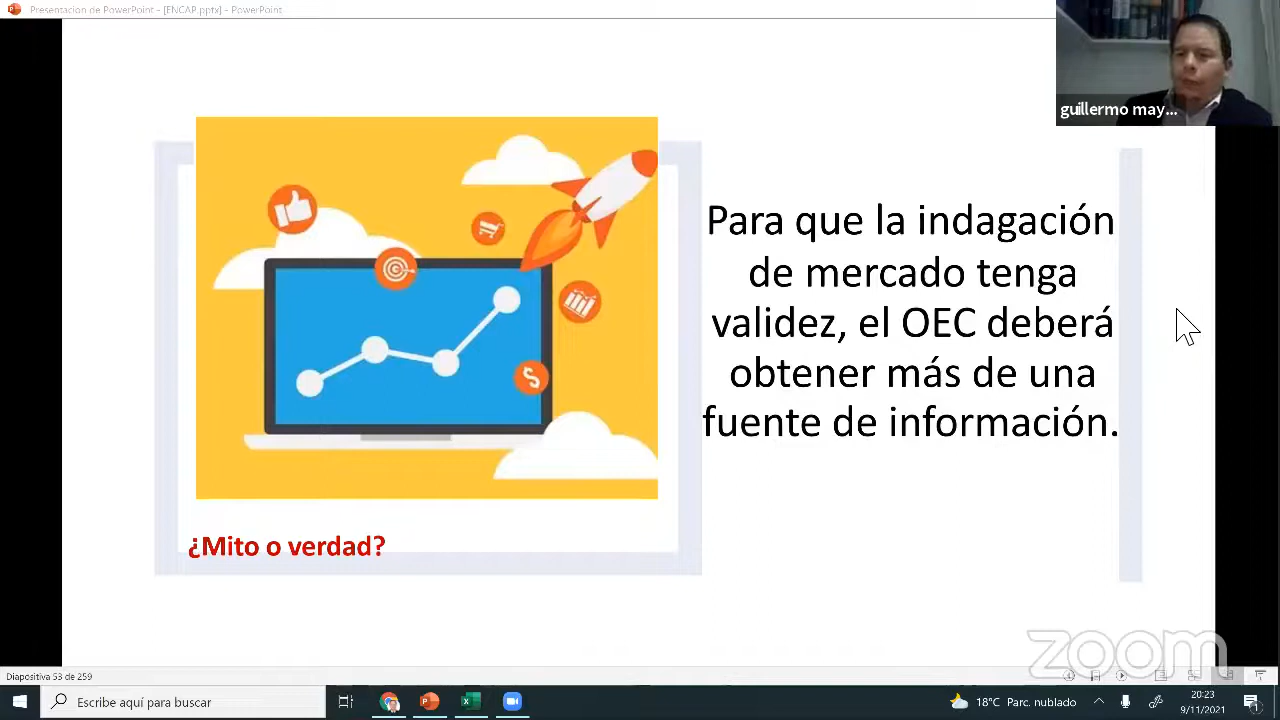 Presentacion de PowerPoint - [ENCAP.pptx] - PowerPoint
guillermo may...
Para que la indagación
de mercado tenga
validez, el OEC deberá
obtener más de una
fuente de información.
¿Mito o verdad?
zoom
Diapositiva 53 de 259
Escribe aquí para buscar
18°C Parc. nublado
20:23
9/11/2021